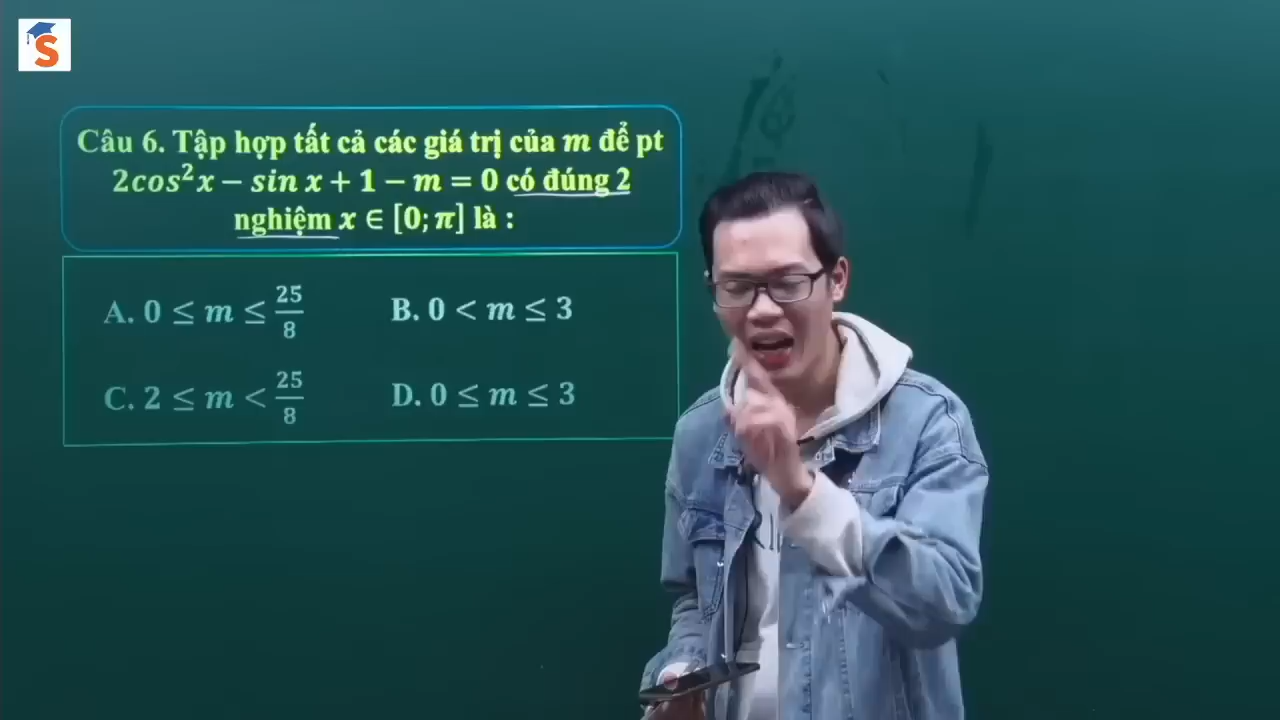 S
Câu 6. Tập hợp tất cả các giá trị của m để pt
2cos²x − sin x + 1 − m = 0 có đúng 2
nghiệm x ∈ [0; π] là :
A. 0 ≤ m ≤ 25/8
B. 0 < m ≤ 3
C. 2 ≤ m < 25/8
D. 0 ≤ m ≤ 3